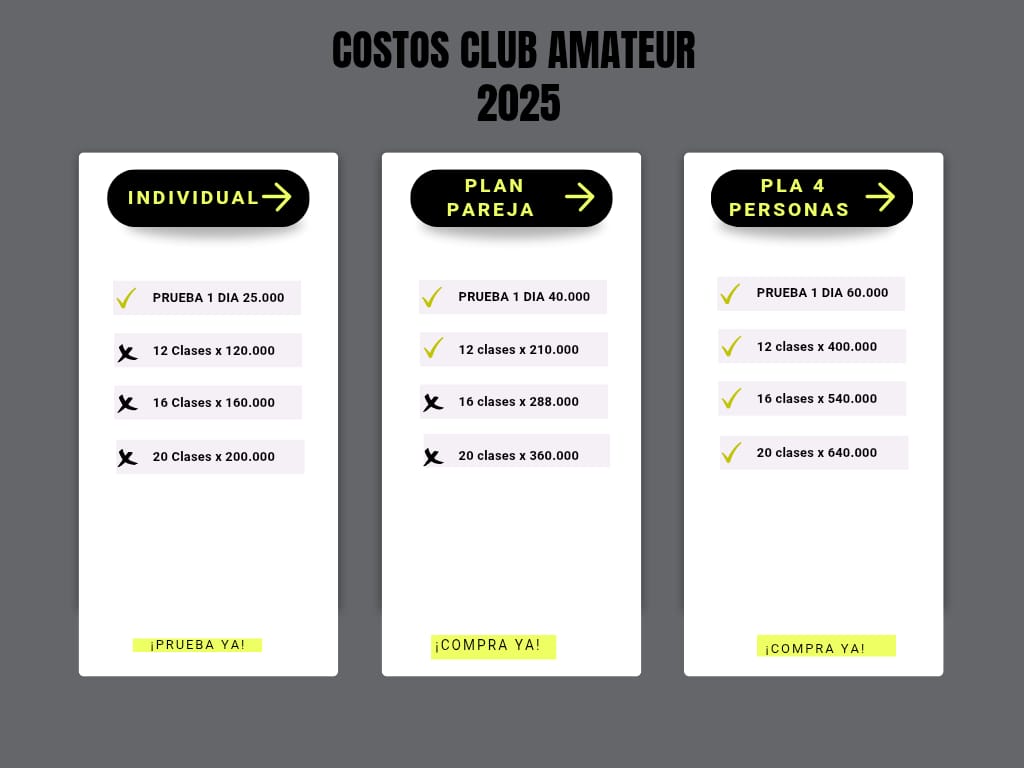 COSTOS CLUB AMATEUR
2025
INDIVIDUAL
PRUEBA 1 DIA 25.000
12 Clases x 120.000
16 Clases x 160.000
20 Clases x 200.000
¡PRUEBA YA!
PLAN
PAREJA
PRUEBA 1 DIA 40.000
12 clases x 210.000
16 clases x 288.000
20 clases x 360.000
¡COMPRA YA!
PLA 4
PERSONAS
PRUEBA 1 DIA 60.000
12 clases x 400.000
16 clases x 540.000
20 clases x 640.000
¡COMPRA YA!